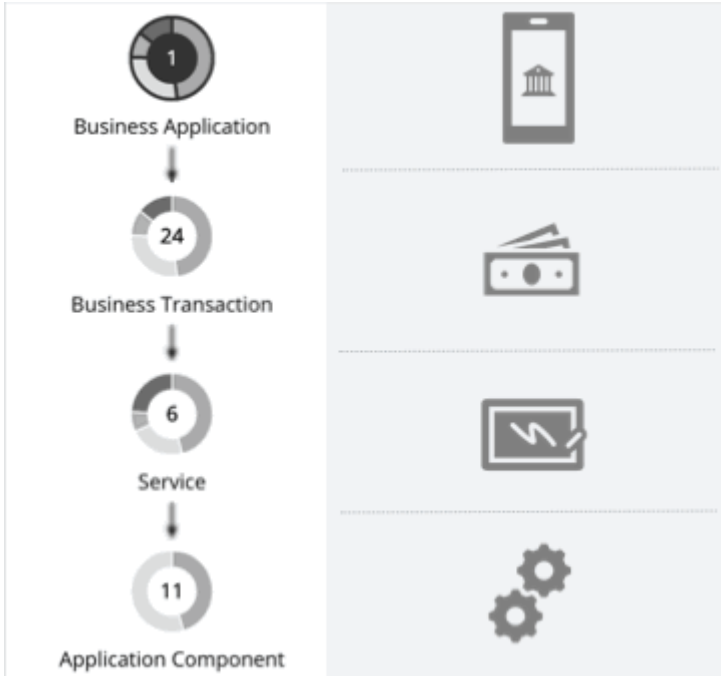 1
Business Application
24
Business Transaction
6
Service
11
Application Component